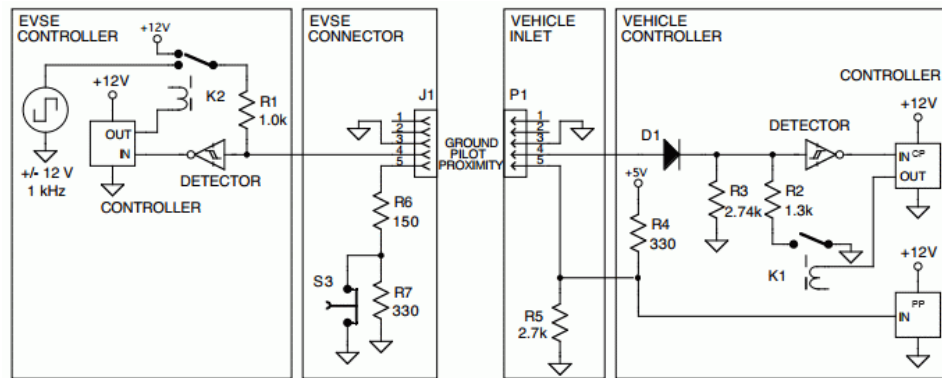 EVSE
CONTROLLER
+12V
+12V
K2
R1
1.0k
OUT
IN
DETECTOR
+/- 12 V
1 kHz
CONTROLLER
EVSE
CONNECTOR
J1
1
2
3
4
5
R6
150
S3
R7
330
GROUND
PILOT
PROXIMITY
VEHICLE
INLET
P1
1
2
3
4
5
R5
2.7k
VEHICLE
CONTROLLER
CONTROLLER
+12V
D1
DETECTOR
IN CP
OUT
+5V
R4
330
R3
2.74k
R2
1.3k
K1
+12V
PP
IN